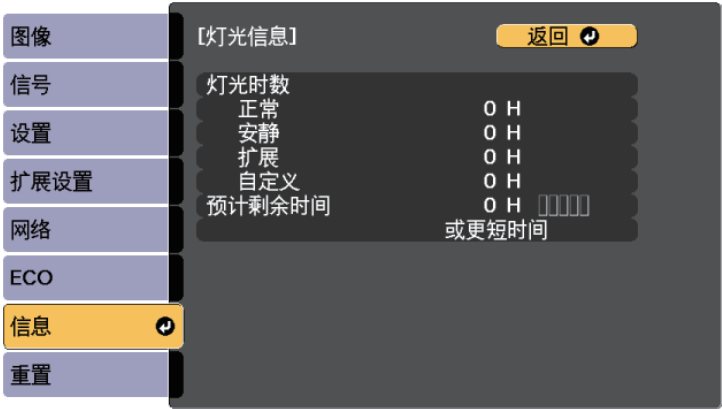 图像
信号
设置
扩展设置
网络
ECO
信息
重置
[灯光信息]
返回
灯光时数
正常 0 H
安静 0 H
扩展 0 H
自定义 0 H
预计剩余时间 0 H
或更短时间